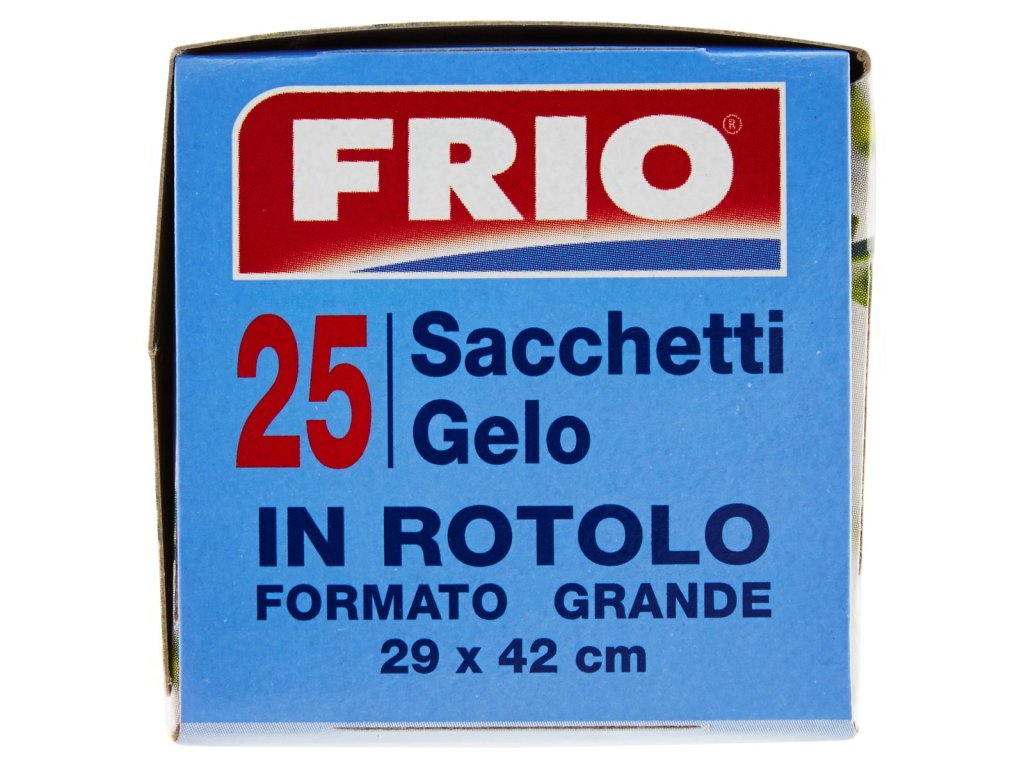 FRIO®
25 Sacchetti
Gelo
IN ROTOLO
FORMATO GRANDE
29 x 42 cm